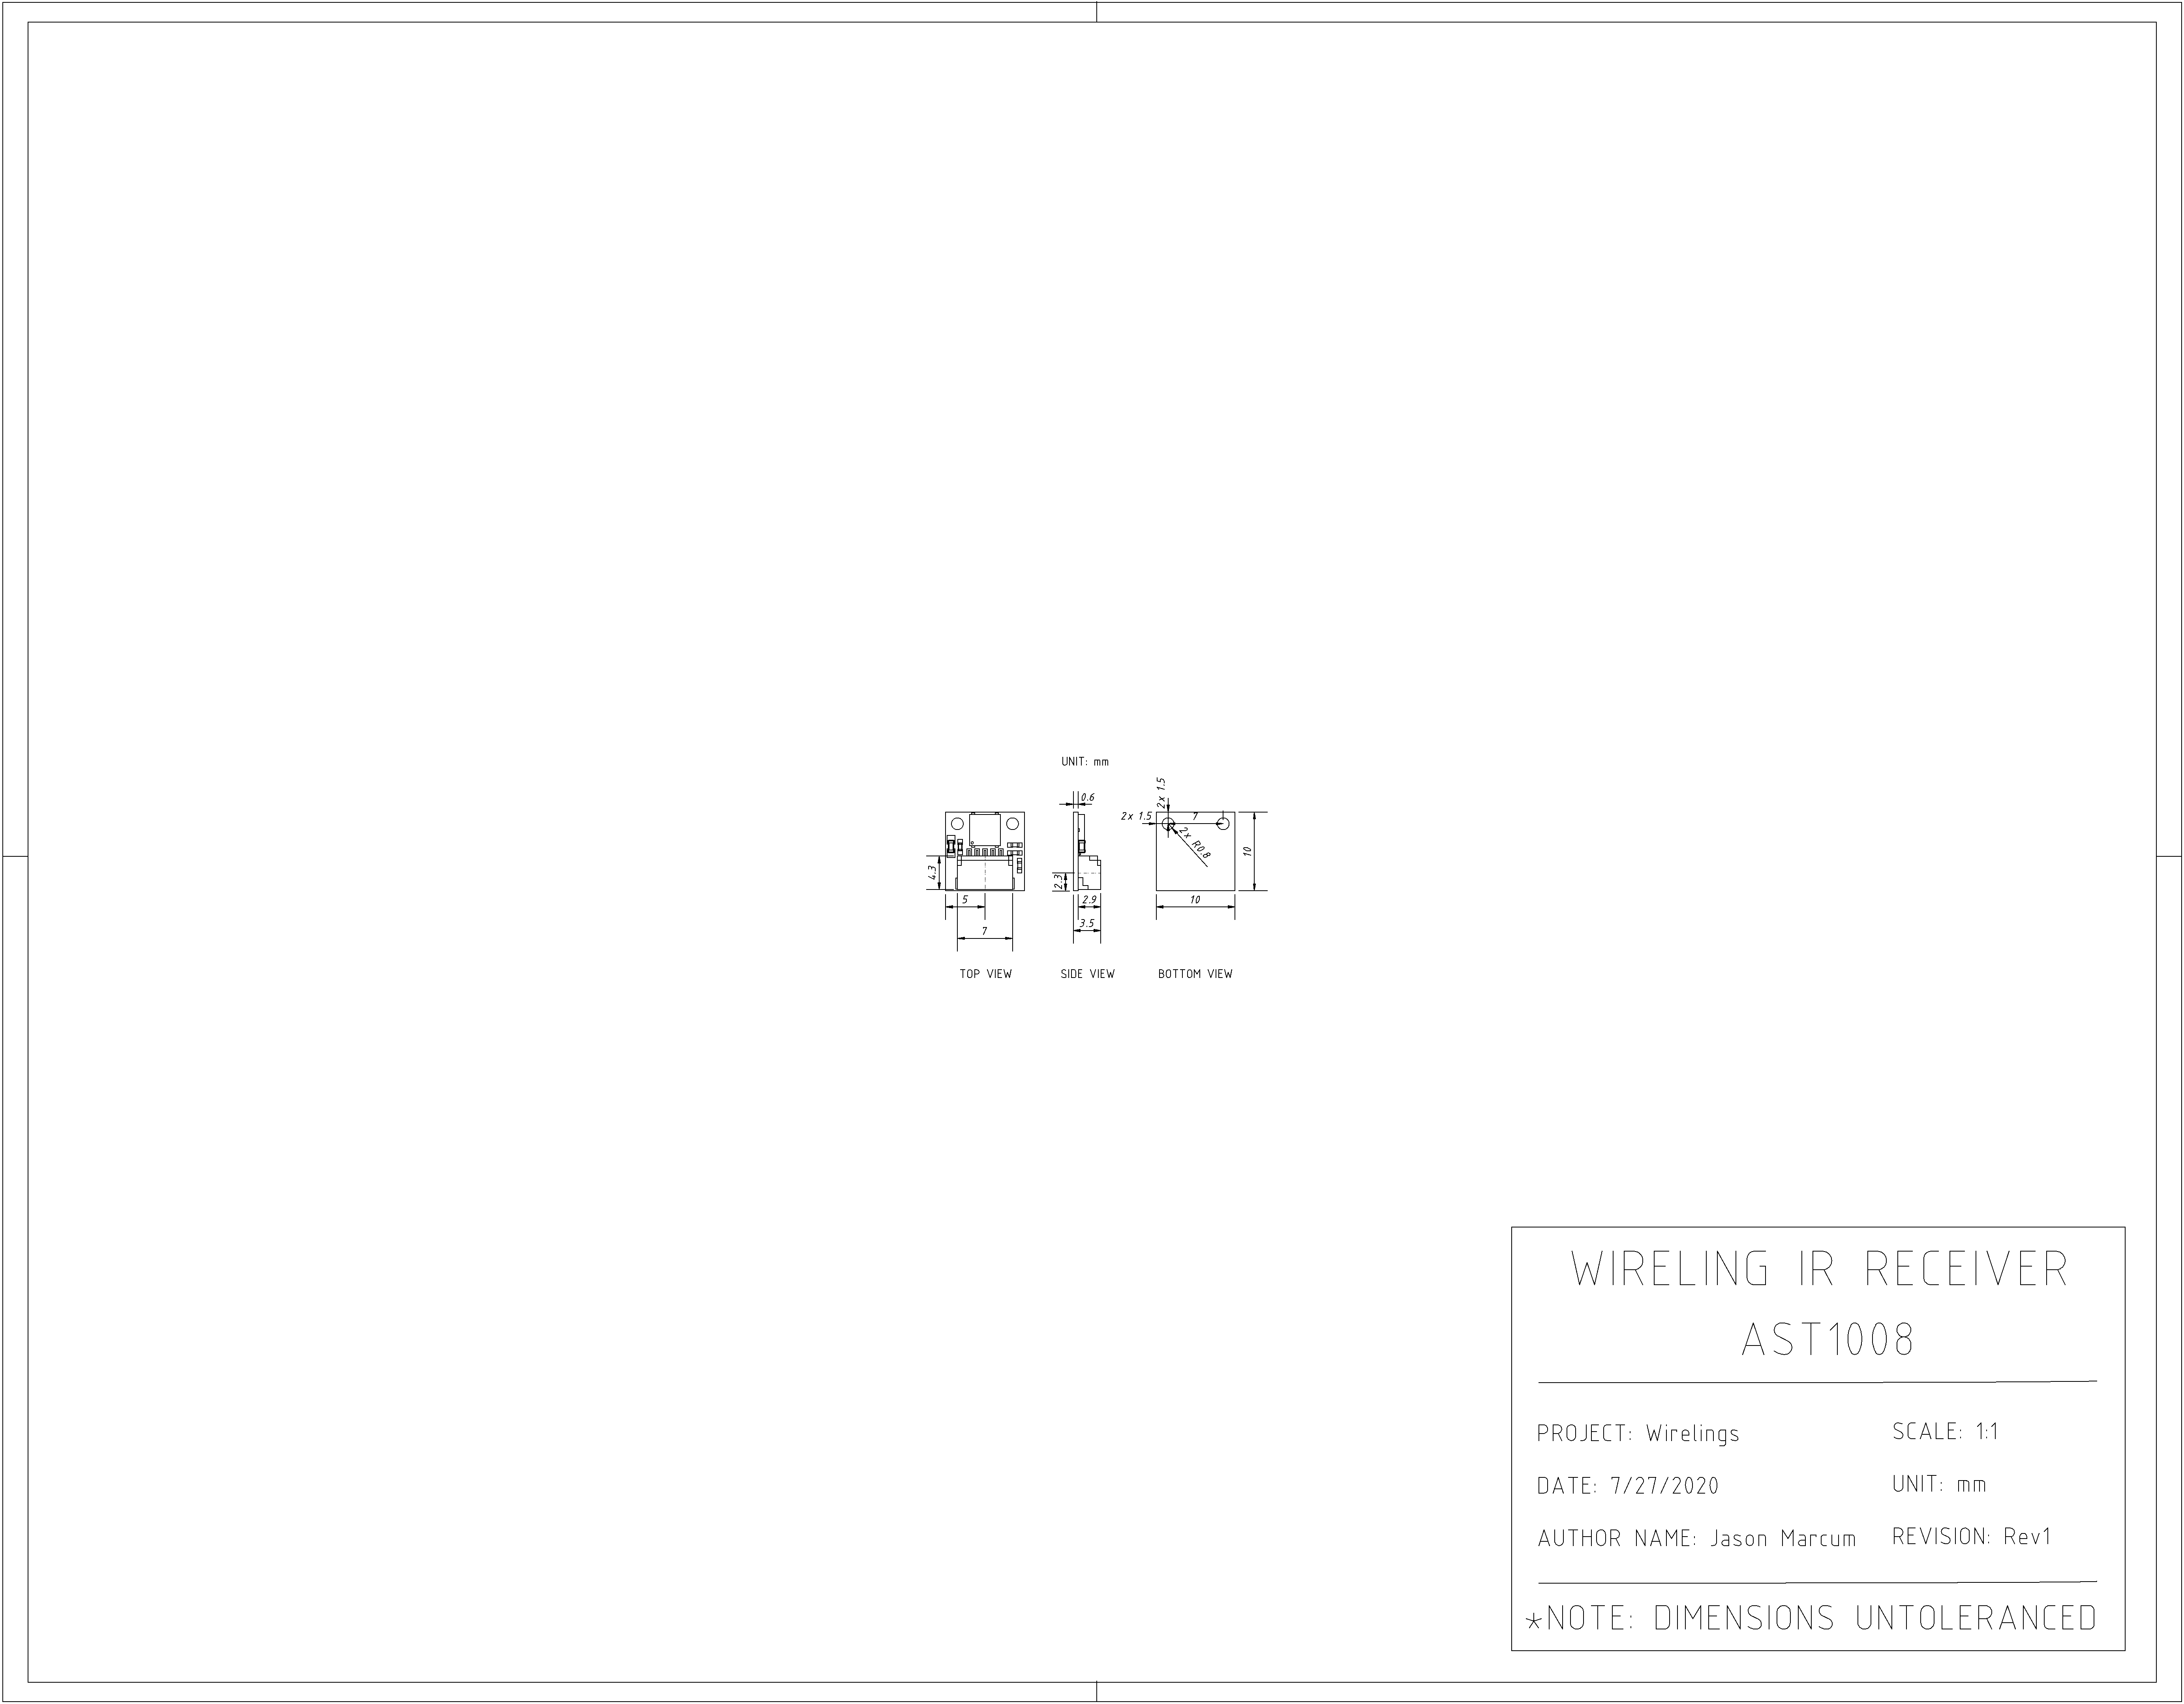 UNIT: mm
0.6
2x 1.5
2x 1.5
7
2x R0.8
10
4.3
2.3
5
2.9
10
3.5
7
TOP VIEW
SIDE VIEW
BOTTOM VIEW
WIRELING IR RECEIVER
AST1008
PROJECT: Wirelings
SCALE: 1:1
DATE: 7/27/2020
UNIT: mm
AUTHOR NAME: Jason Marcum
REVISION: Rev1
*NOTE: DIMENSIONS UNTOLERANCED